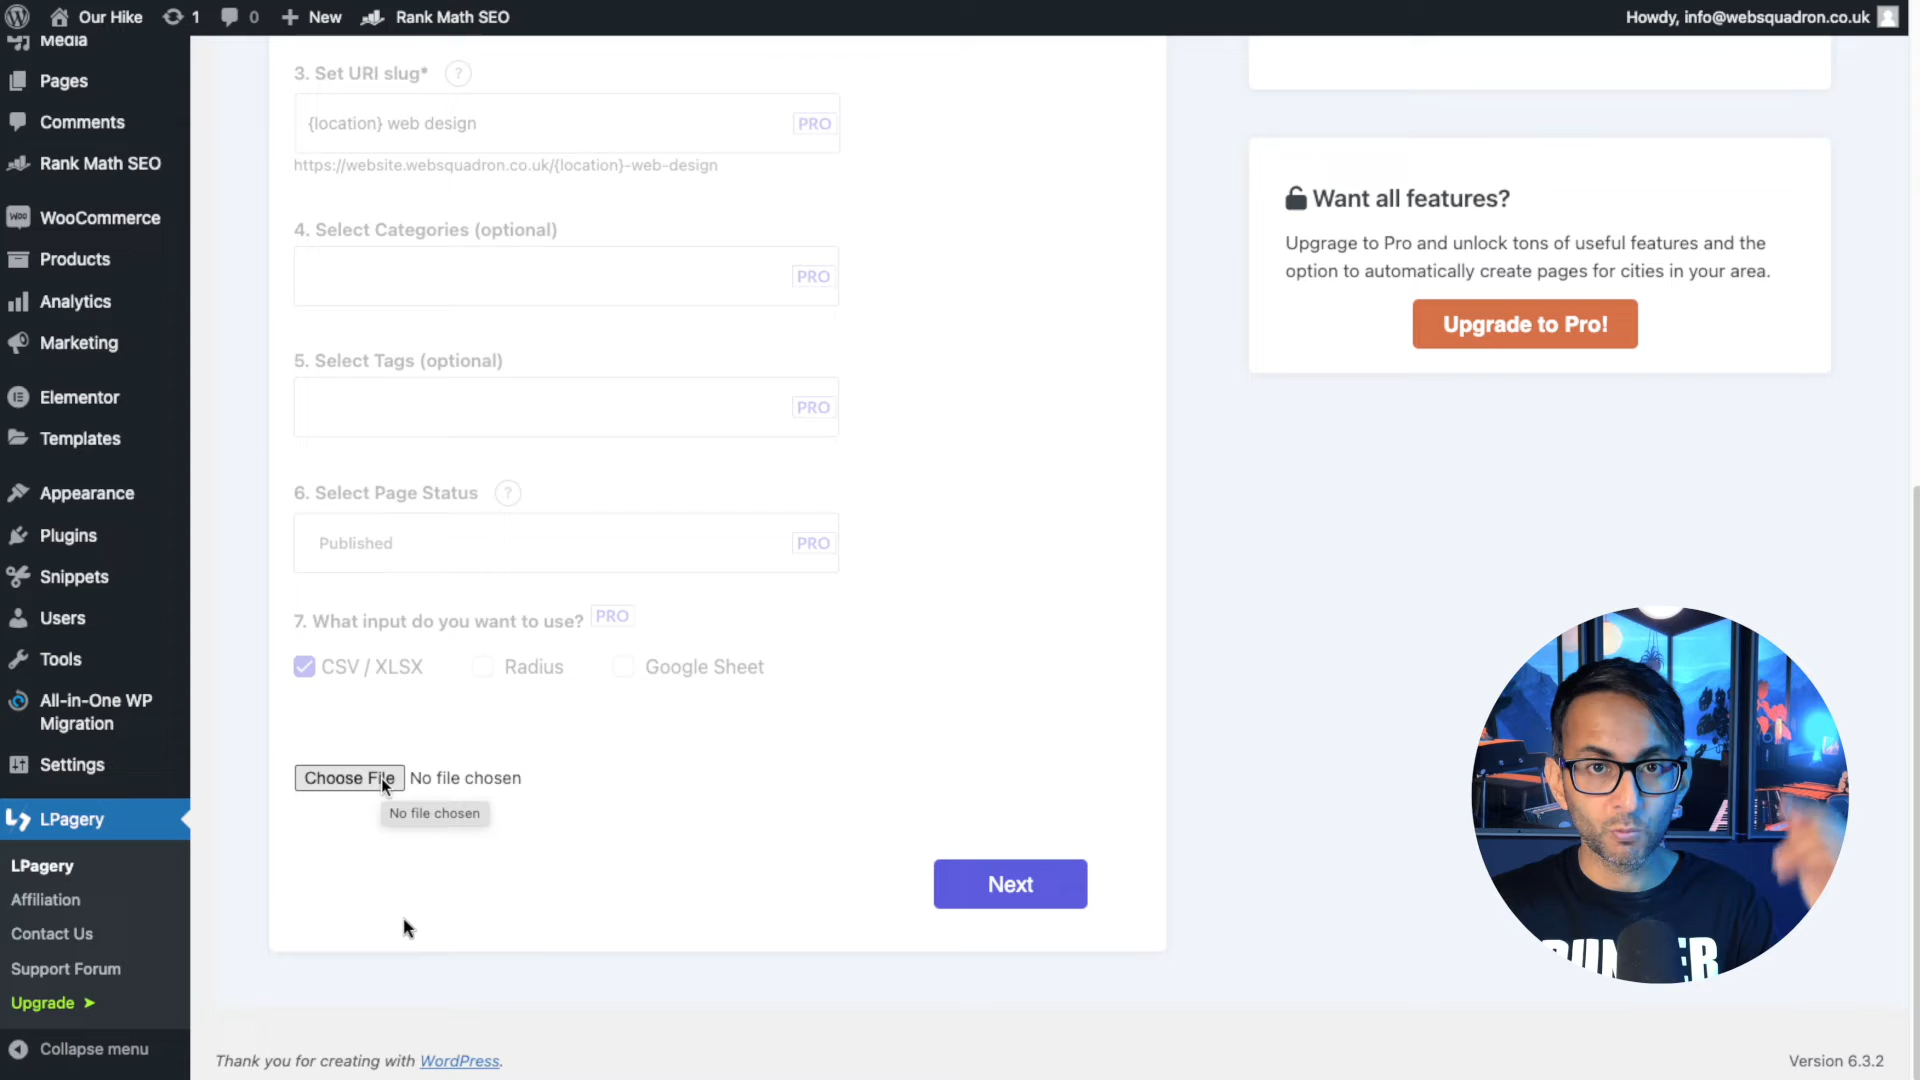 Our Hike
1
0
New
Rank Math SEO
Howdy, info@websquadron.co.uk
Media
Pages
Comments
Rank Math SEO
WooCommerce
Products
Analytics
Marketing
Elementor
Templates
Appearance
Plugins
Snippets
Users
Tools
All-in-One WP
Migration
Settings
LPagery
LPagery
Affiliation
Contact Us
Support Forum
Upgrade ➤
Collapse menu
3. Set URI slug* ?
{location} web design PRO
https://website.websquadron.co.uk/{location}-web-design
4. Select Categories (optional)
PRO
5. Select Tags (optional)
PRO
6. Select Page Status ?
Published PRO
7. What input do you want to use? PRO
CSV / XLSX Radius Google Sheet
Choose File No file chosen
No file chosen
Next
Want all features?
Upgrage to Pro and unlock tons of useful features and the
option to automatically create pages for cities in your area.
Upgrade to Pro!
Thank you for creating with WordPress.
Version 6.3.2